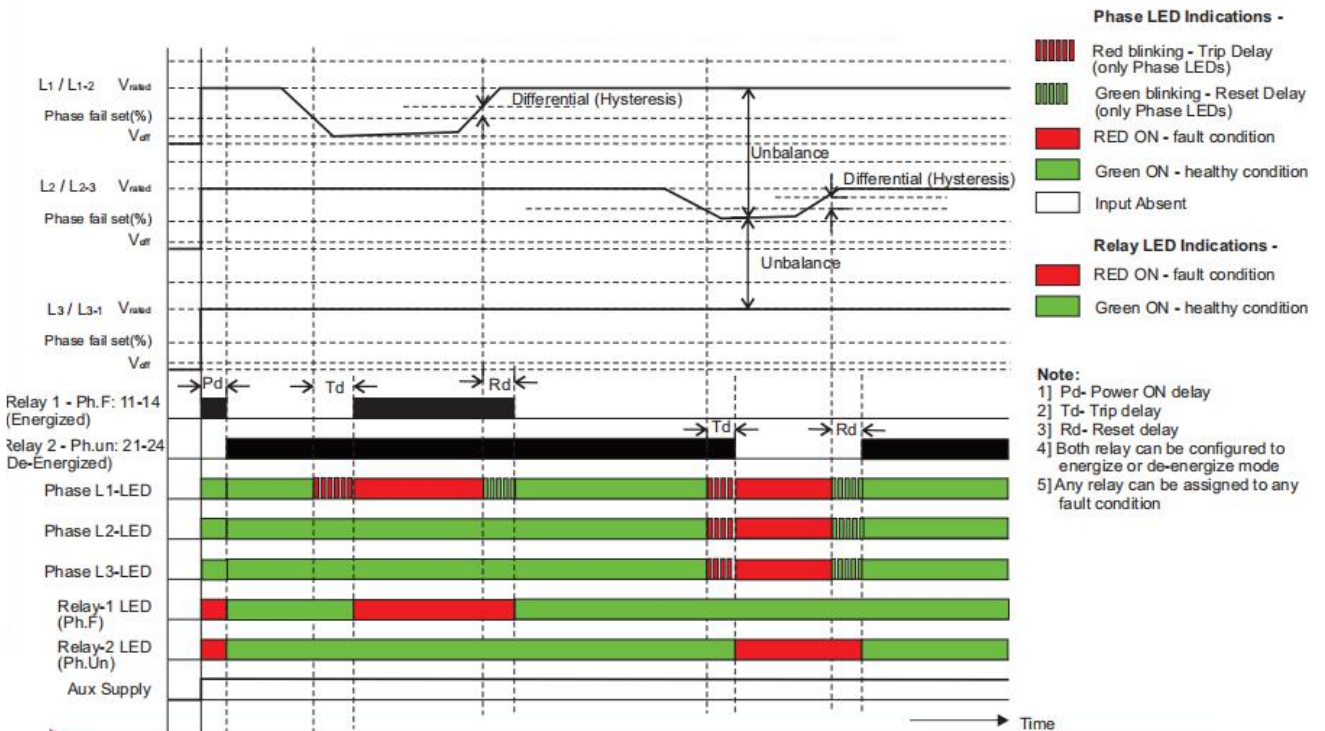 L1 / L1-2 Vrated
Phase fail set(%)
Voff
Differential (Hysteresis)
Unbalance
L2 / L2-3 Vrated
Phase fail set(%)
Voff
Differential (Hysteresis)
Unbalance
L3 / L3-1 Vrated
Phase fail set(%)
Voff
Pd
Td
Rd
Relay 1 - Ph.F: 11-14
(Energized)
Td
Rd
Relay 2 - Ph.un: 21-24
De-Energized)
Phase L1-LED
Phase L2-LED
Phase L3-LED
Relay-1 LED
(Ph.F)
Relay-2 LED
(Ph.Un)
Aux Supply
Time
Phase LED Indications -
Red blinking - Trip Delay
(only Phase LEDs)
Green blinking - Reset Delay
(only Phase LEDs)
RED ON - fault condition
Green ON - healthy condition
Input Absent
Relay LED Indications -
RED ON - fault condition
Green ON - healthy condition
Note:
1] Pd- Power ON delay
2] Td- Trip delay
3] Rd- Reset delay
4] Both relay can be configured to
energize or de-energize mode
5] Any relay can be assigned to any
fault condition